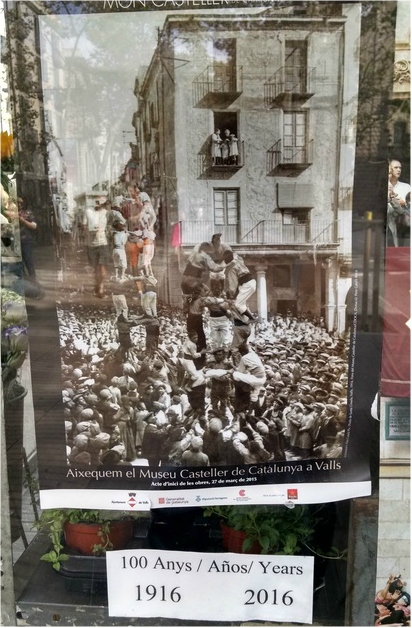 MÓN CASTELLER
Aixequem el Museu Casteller de Catalunya a Valls
Acte d'inici de les obres, 27 de març de 2015
100 Anys / Años/ Years
1916 2016